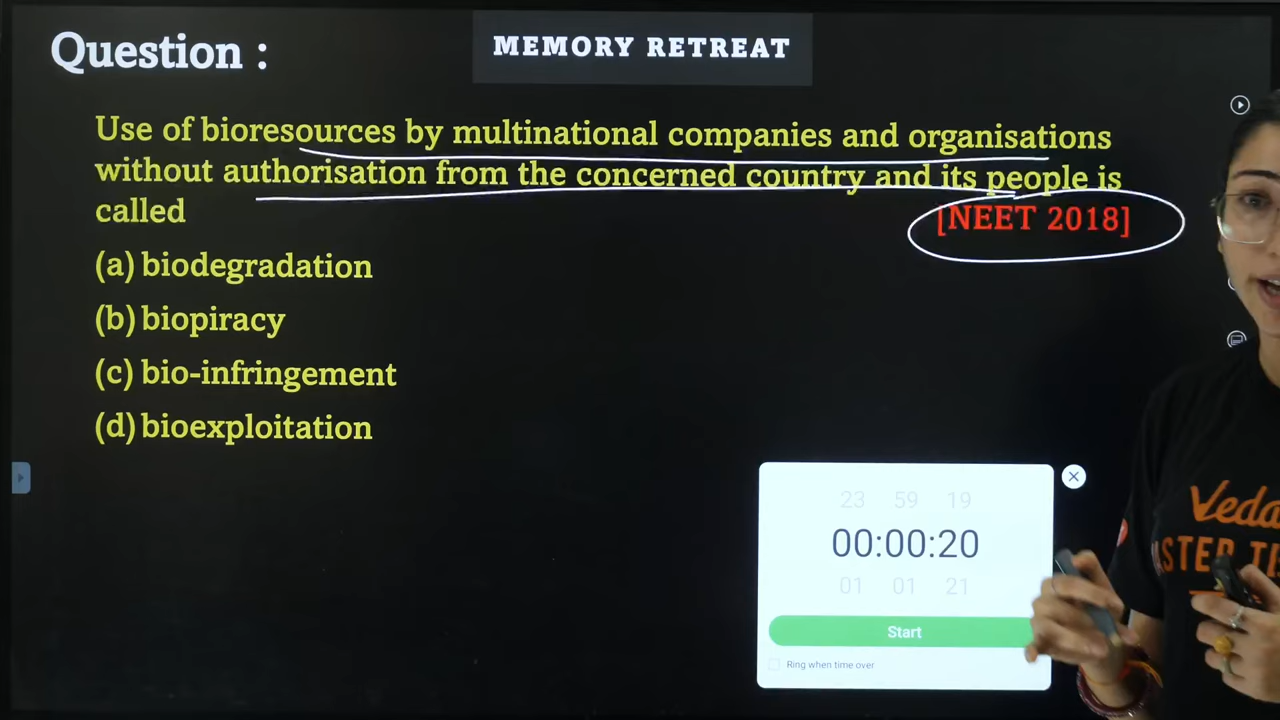 Question :
MEMORY RETREAT
Use of bioresources by multinational companies and organisations
without authorisation from the concerned country and its people is
called
[NEET 2018]
(a) biodegradation
(b) biopiracy
(c) bio-infringement
(d) bioexploitation
23 59 19
00:00:20
01 01 21
Start
Ring when time over